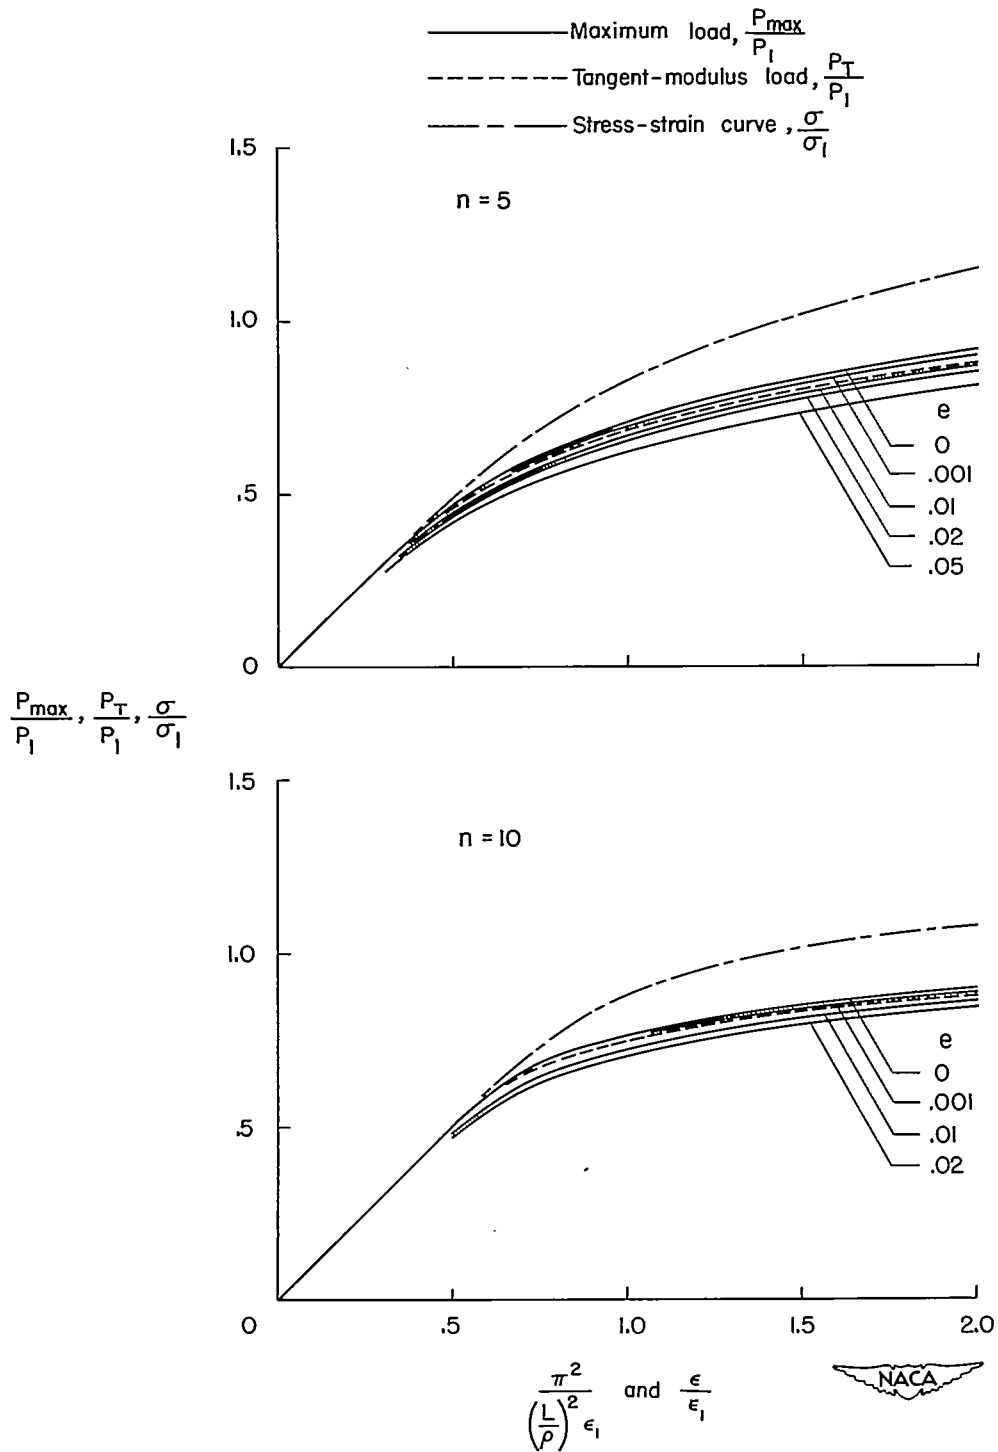 Maximum load, Pmax/P1
Tangent-modulus load, PT/P1
Stress-strain curve, σ/σ1
1.5
n = 5
1.0
e
0
.001
.5
.01
.02
.05
0
Pmax/P1, PT/P1, σ/σ1
1.5
n = 10
1.0
e
0
.001
.5
.01
.02
0 .5 1.0 1.5 2.0
π²/(L/ρ)² ϵ1 and ϵ/ϵ1
NACA